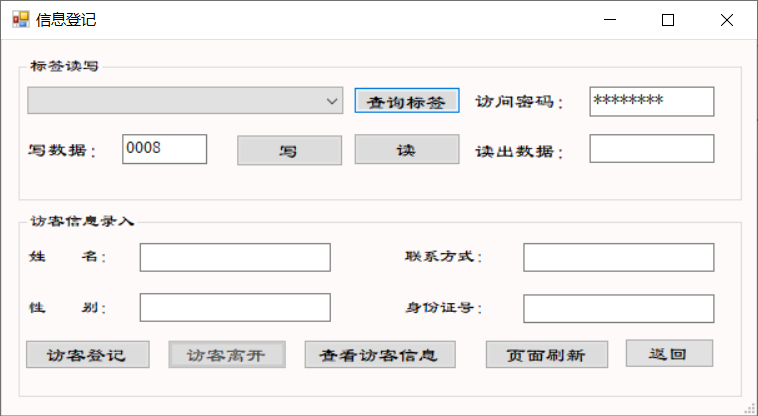 信息登记
标签读写
查询标签 访问密码： ********
写数据： 0008 写 读 读出数据：
访客信息录入
姓 名： 联系方式：
性 别： 身份证号：
访客登记 访客离开 查看访客信息 页面刷新 返回